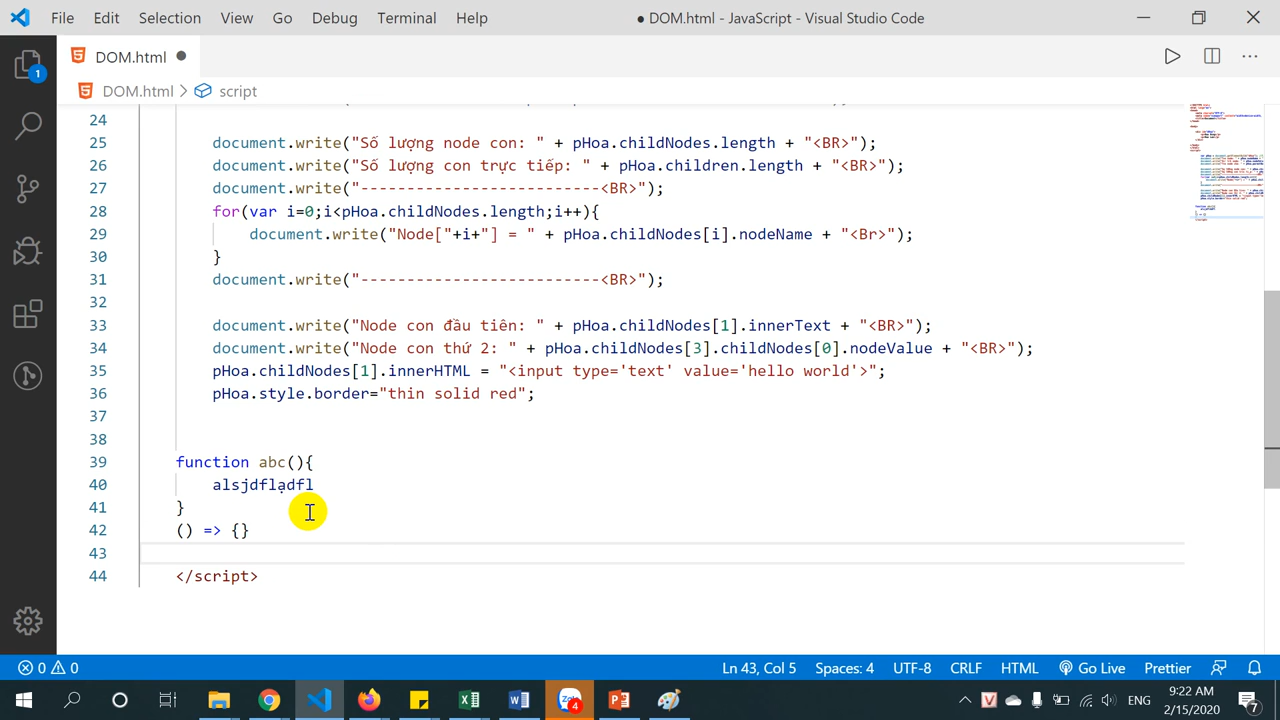 File Edit Selection View Go Debug Terminal Help
● DOM.html - JavaScript - Visual Studio Code
DOM.html ●
DOM.html > script
1
24
25 document.write("Số lượng node con: " + pHoa.childNodes.length + "<BR>");
26 document.write("Số lượng con trực tiếp: " + pHoa.children.length + "<BR>");
27 document.write("--------------------------<BR>");
28 for(var i=0;i<pHoa.childNodes.length;i++){
29 document.write("Node["+i+"] = " + pHoa.childNodes[i].nodeName + "<Br>");
30 }
31 document.write("--------------------------<BR>");
32
33 document.write("Node con đầu tiên: " + pHoa.childNodes[1].innerText + "<BR>");
34 document.write("Node con thứ 2: " + pHoa.childNodes[3].childNodes[0].nodeValue + "<BR>");
35 pHoa.childNodes[1].innerHTML = "<input type='text' value='hello world'>";
36 pHoa.style.border="thin solid red";
37
38
39 function abc(){
40 alsjdflạdfl
41 }
42 () => {}
43
44 </script>
0 0
Ln 43, Col 5 Spaces: 4 UTF-8 CRLF HTML Go Live Prettier
4
ENG
9:22 AM
2/15/2020
7